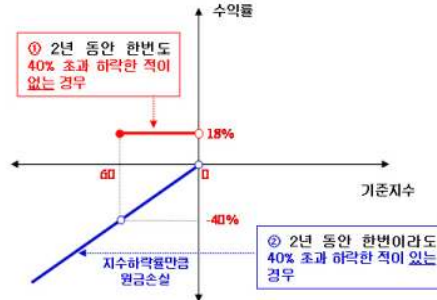 수익률
① 2년 동안 한번도
40% 초과 하락한 적이
없는 경우
18%
60
0
기준지수
-40%
지수하락률만큼
원금손실
② 2년 동안 한번이라도
40% 초과 하락한 적이 있는
경우